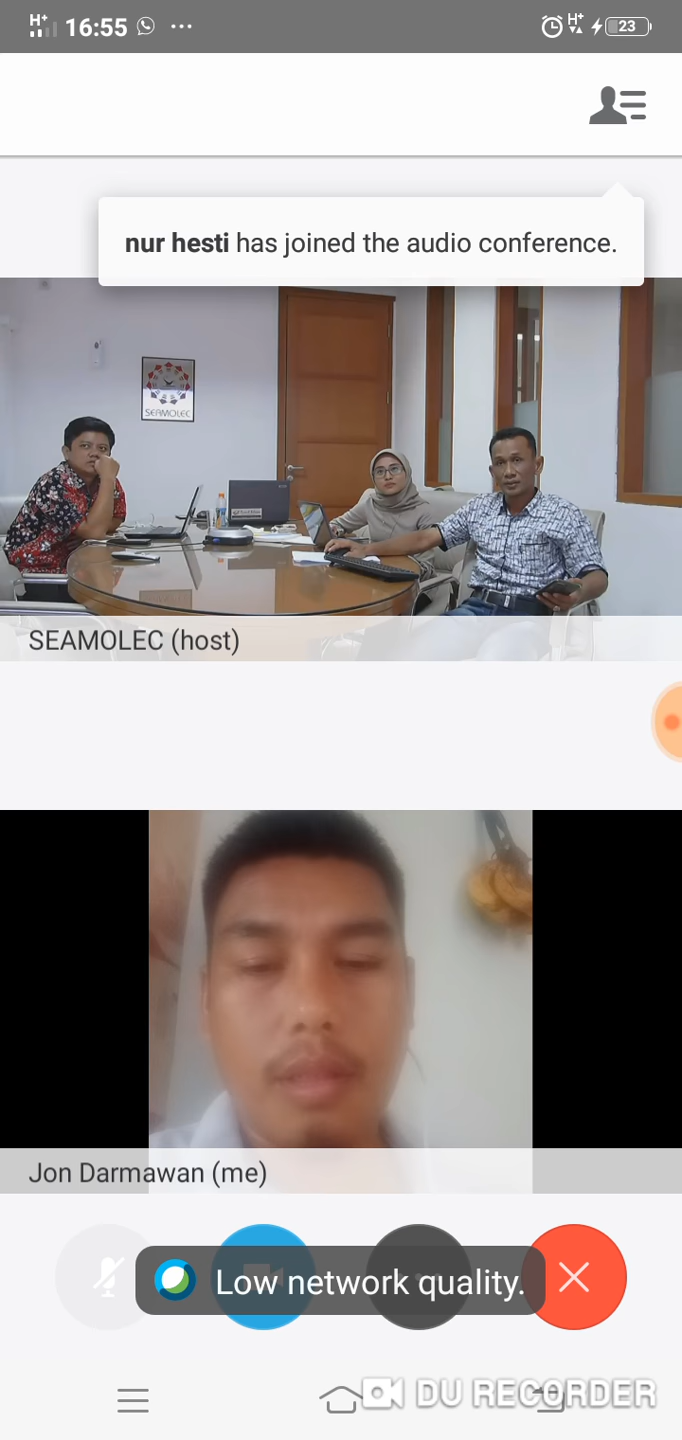 H+ 16:55 ... H+ 23
nur hesti has joined the audio conference.
SEAMOLEC
SEAMOLEC (host)
Jon Darmawan (me)
Low network quality.
DU RECORDER